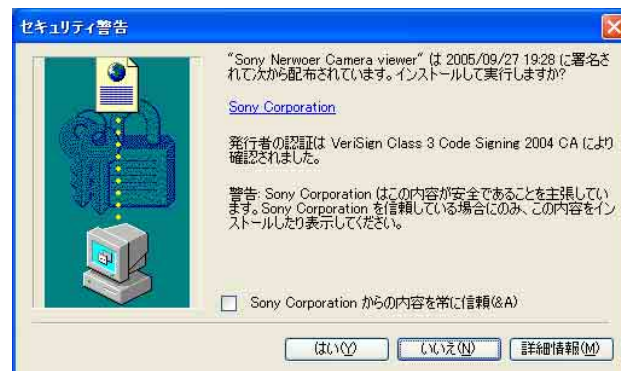 セキュリティ警告
"Sony Nerwoer Camera viewer" は 2005/09/27 19:28 に署名さ
れて次から配布されています。インストールして実行しますか?
Sony Corporation
発行者の認証は VeriSign Class 3 Code Signing 2004 CA により
確認されました。
警告: Sony Corporation はこの内容が安全であることを主張してい
ます。Sony Corporation を信頼している場合にのみ、この内容をイン
ストールしたり表示してください。
Sony Corporation からの内容を常に信頼(&A)
はい(Y)
いいえ(N)
詳細情報(M)